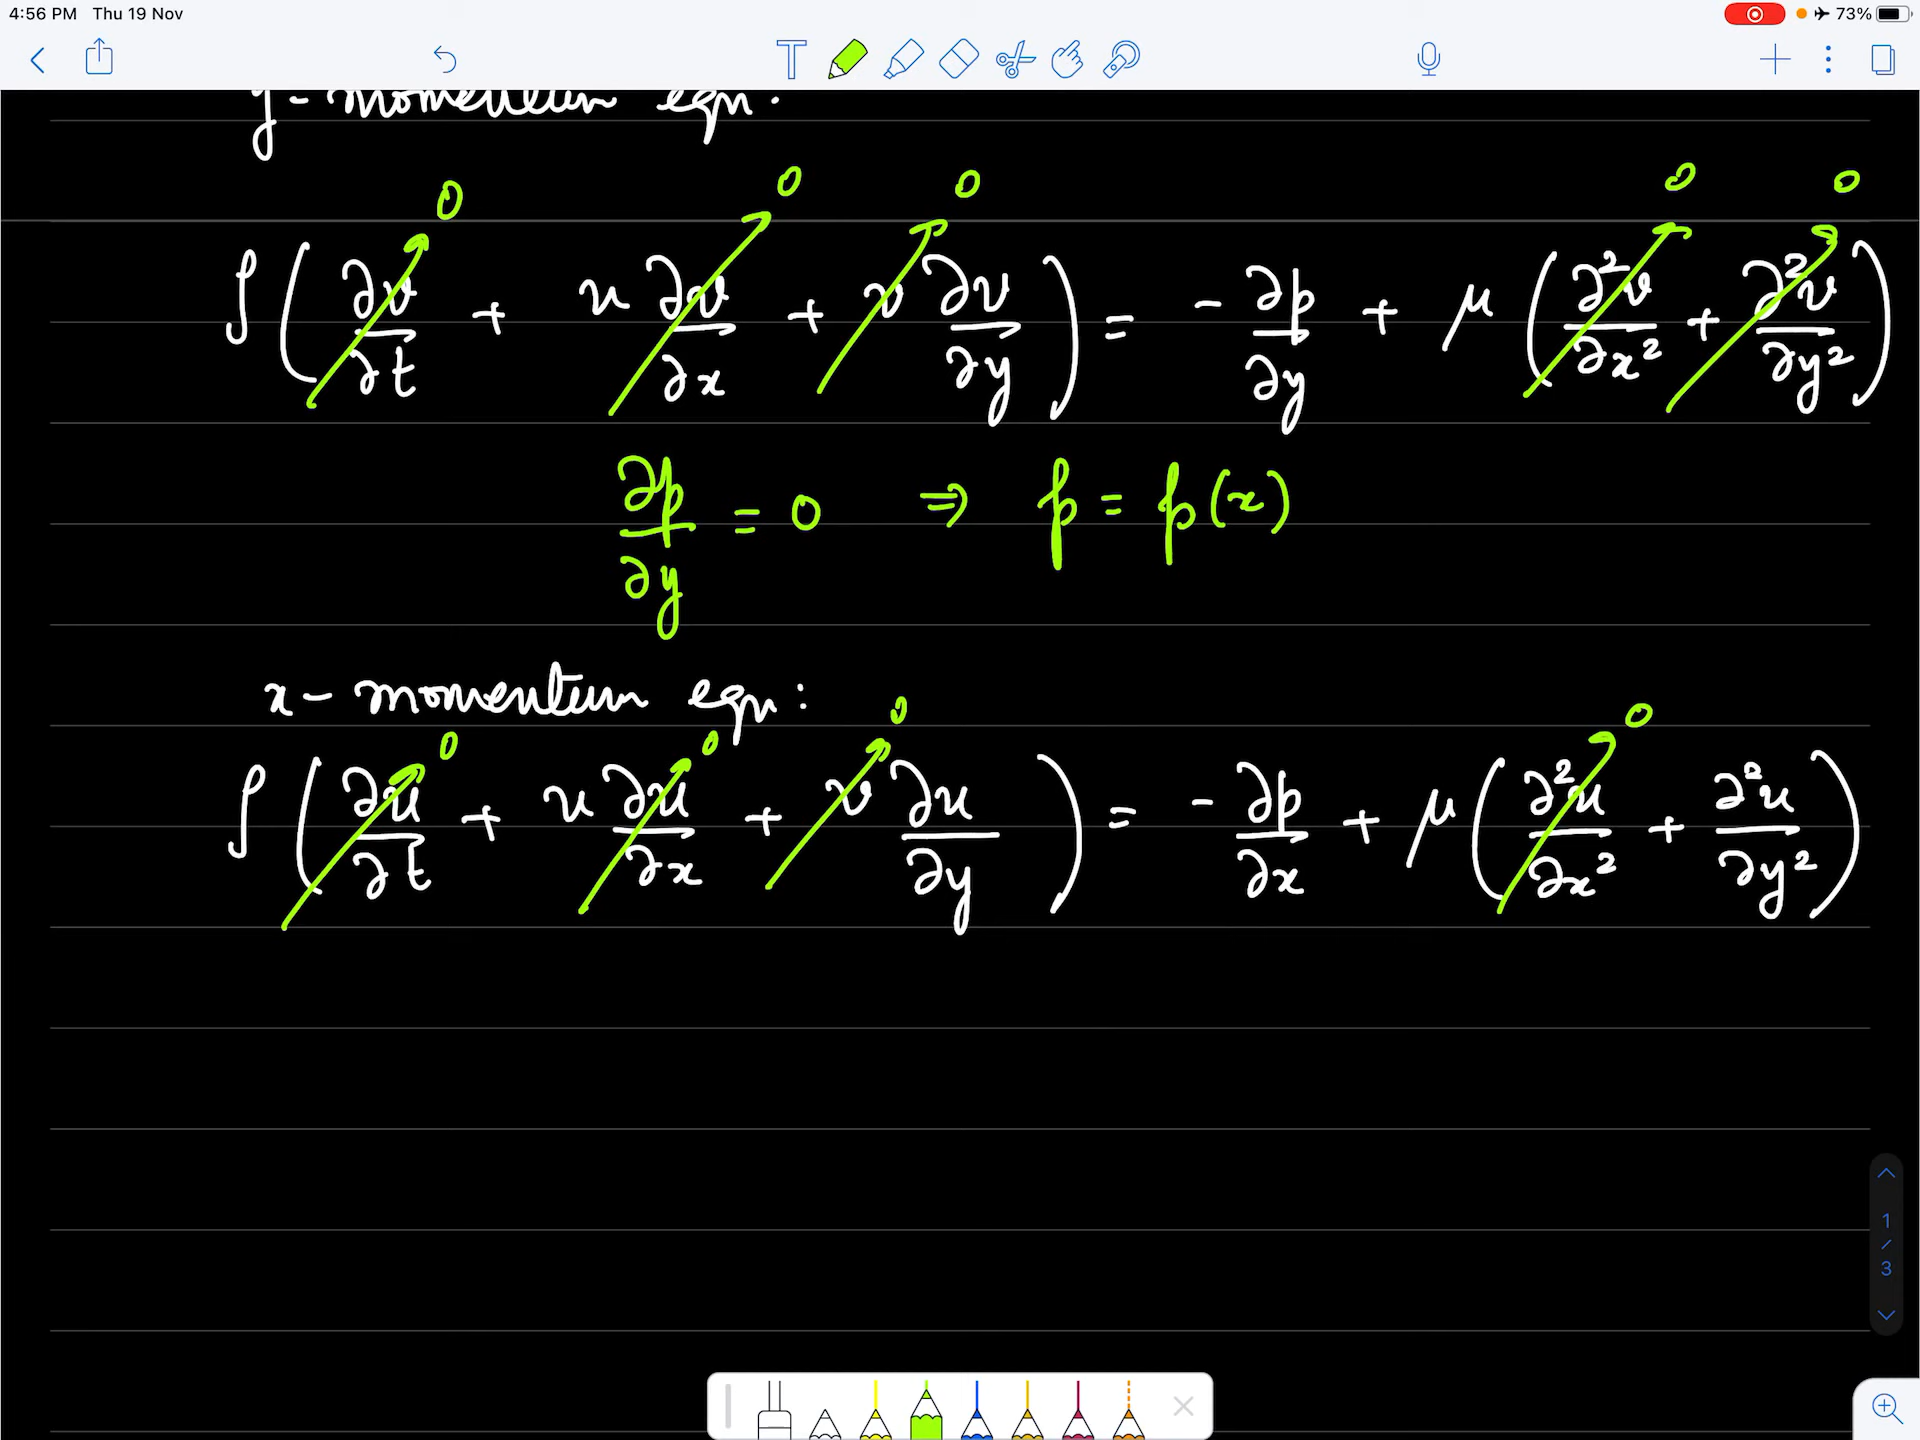 4:56 PM Thu 19 Nov 73%
T
y - momentum eqn.
0 0 0 0 0
ρ ( ∂v/∂t + u ∂v/∂x + v ∂v/∂y ) = - ∂p/∂y + μ ( ∂²v/∂x² + ∂²v/∂y² )
∂p/∂y = 0 ⇒ p = p(x)
x - momentum eqn:
0 0 0 0
ρ ( ∂u/∂t + u ∂u/∂x + v ∂u/∂y ) = - ∂p/∂x + μ ( ∂²u/∂x² + ∂²u/∂y² )
1
/
3